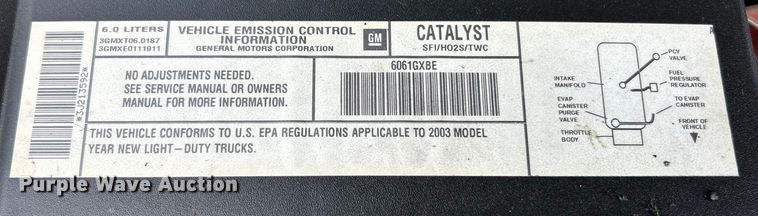 *3J213592*
6.0 LITERS
3GMXT06.0187
3GMXE0111911
VEHICLE EMISSION CONTROL
INFORMATION
GENERAL MOTORS CORPORATION
GM
CATALYST
SFI/HO2S/TWC
NO ADJUSTMENTS NEEDED.
SEE SERVICE MANUAL OR OWNERS
MANUAL FOR MORE INFORMATION.
6061GXBE
THIS VEHICLE CONFORMS TO U.S. EPA REGULATIONS APPLICABLE TO 2003 MODEL
YEAR NEW LIGHT-DUTY TRUCKS.
A
PCV
VALVE
INTAKE
MANIFOLD
FUEL
PRESSURE
REGULATOR
EVAP
CANISTER
PURGE
VALVE
TO EVAP
CANISTER
THROTTLE
BODY
FRONT OF
VEHICLE
Purple Wave Auction